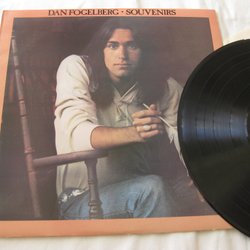 DAN FOGELBERG • SOUVENIRS